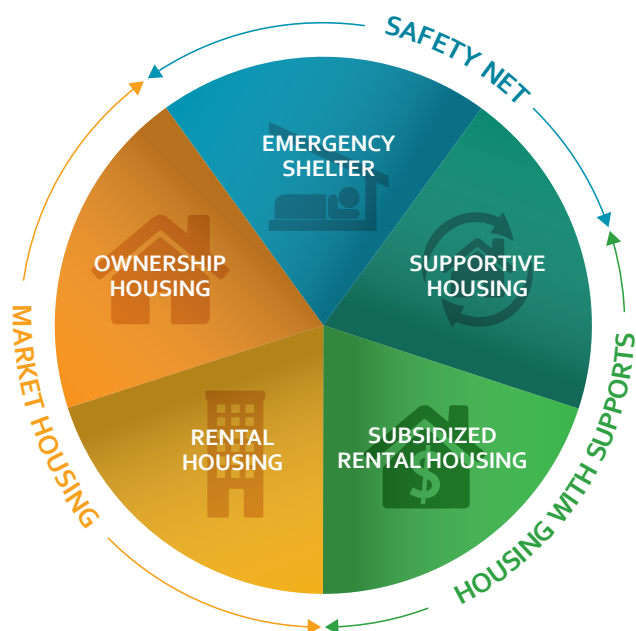 SAFETY NET
EMERGENCY
SHELTER
OWNERSHIP
HOUSING
SUPPORTIVE
HOUSING
MARKET HOUSING
RENTAL
HOUSING
SUBSIDIZED
RENTAL HOUSING
$
HOUSING WITH SUPPORTS